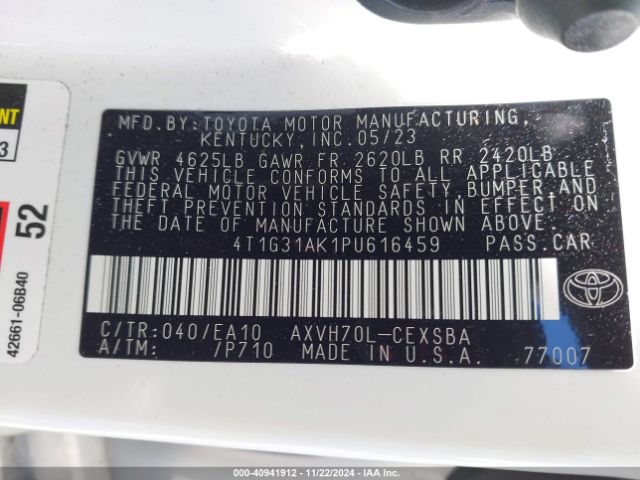 MFD.BY:TOYOTA MOTOR MANUFACTURING,
KENTUCKY, INC. 05/23
GVWR 4625LB GAWR FR 2620LB RR 2420LB
THIS VEHICLE CONFORMS TO ALL APPLICABLE
FEDERAL MOTOR VEHICLE SAFETY, BUMPER AND
THEFT PREVENTION STANDARDS IN EFFECT ON
THE DATE OF MANUFACTURE SHOWN ABOVE.
4T1G31AK1PU616459 PASS.CAR
C/TR:040/EA10 AXVH70L-CEXSBA
A/TM: /P710 MADE IN U.S.A. 77007
3
52
42661-06B40
# 00 - 40941912 - 11/22/2024 - IAA Inc.